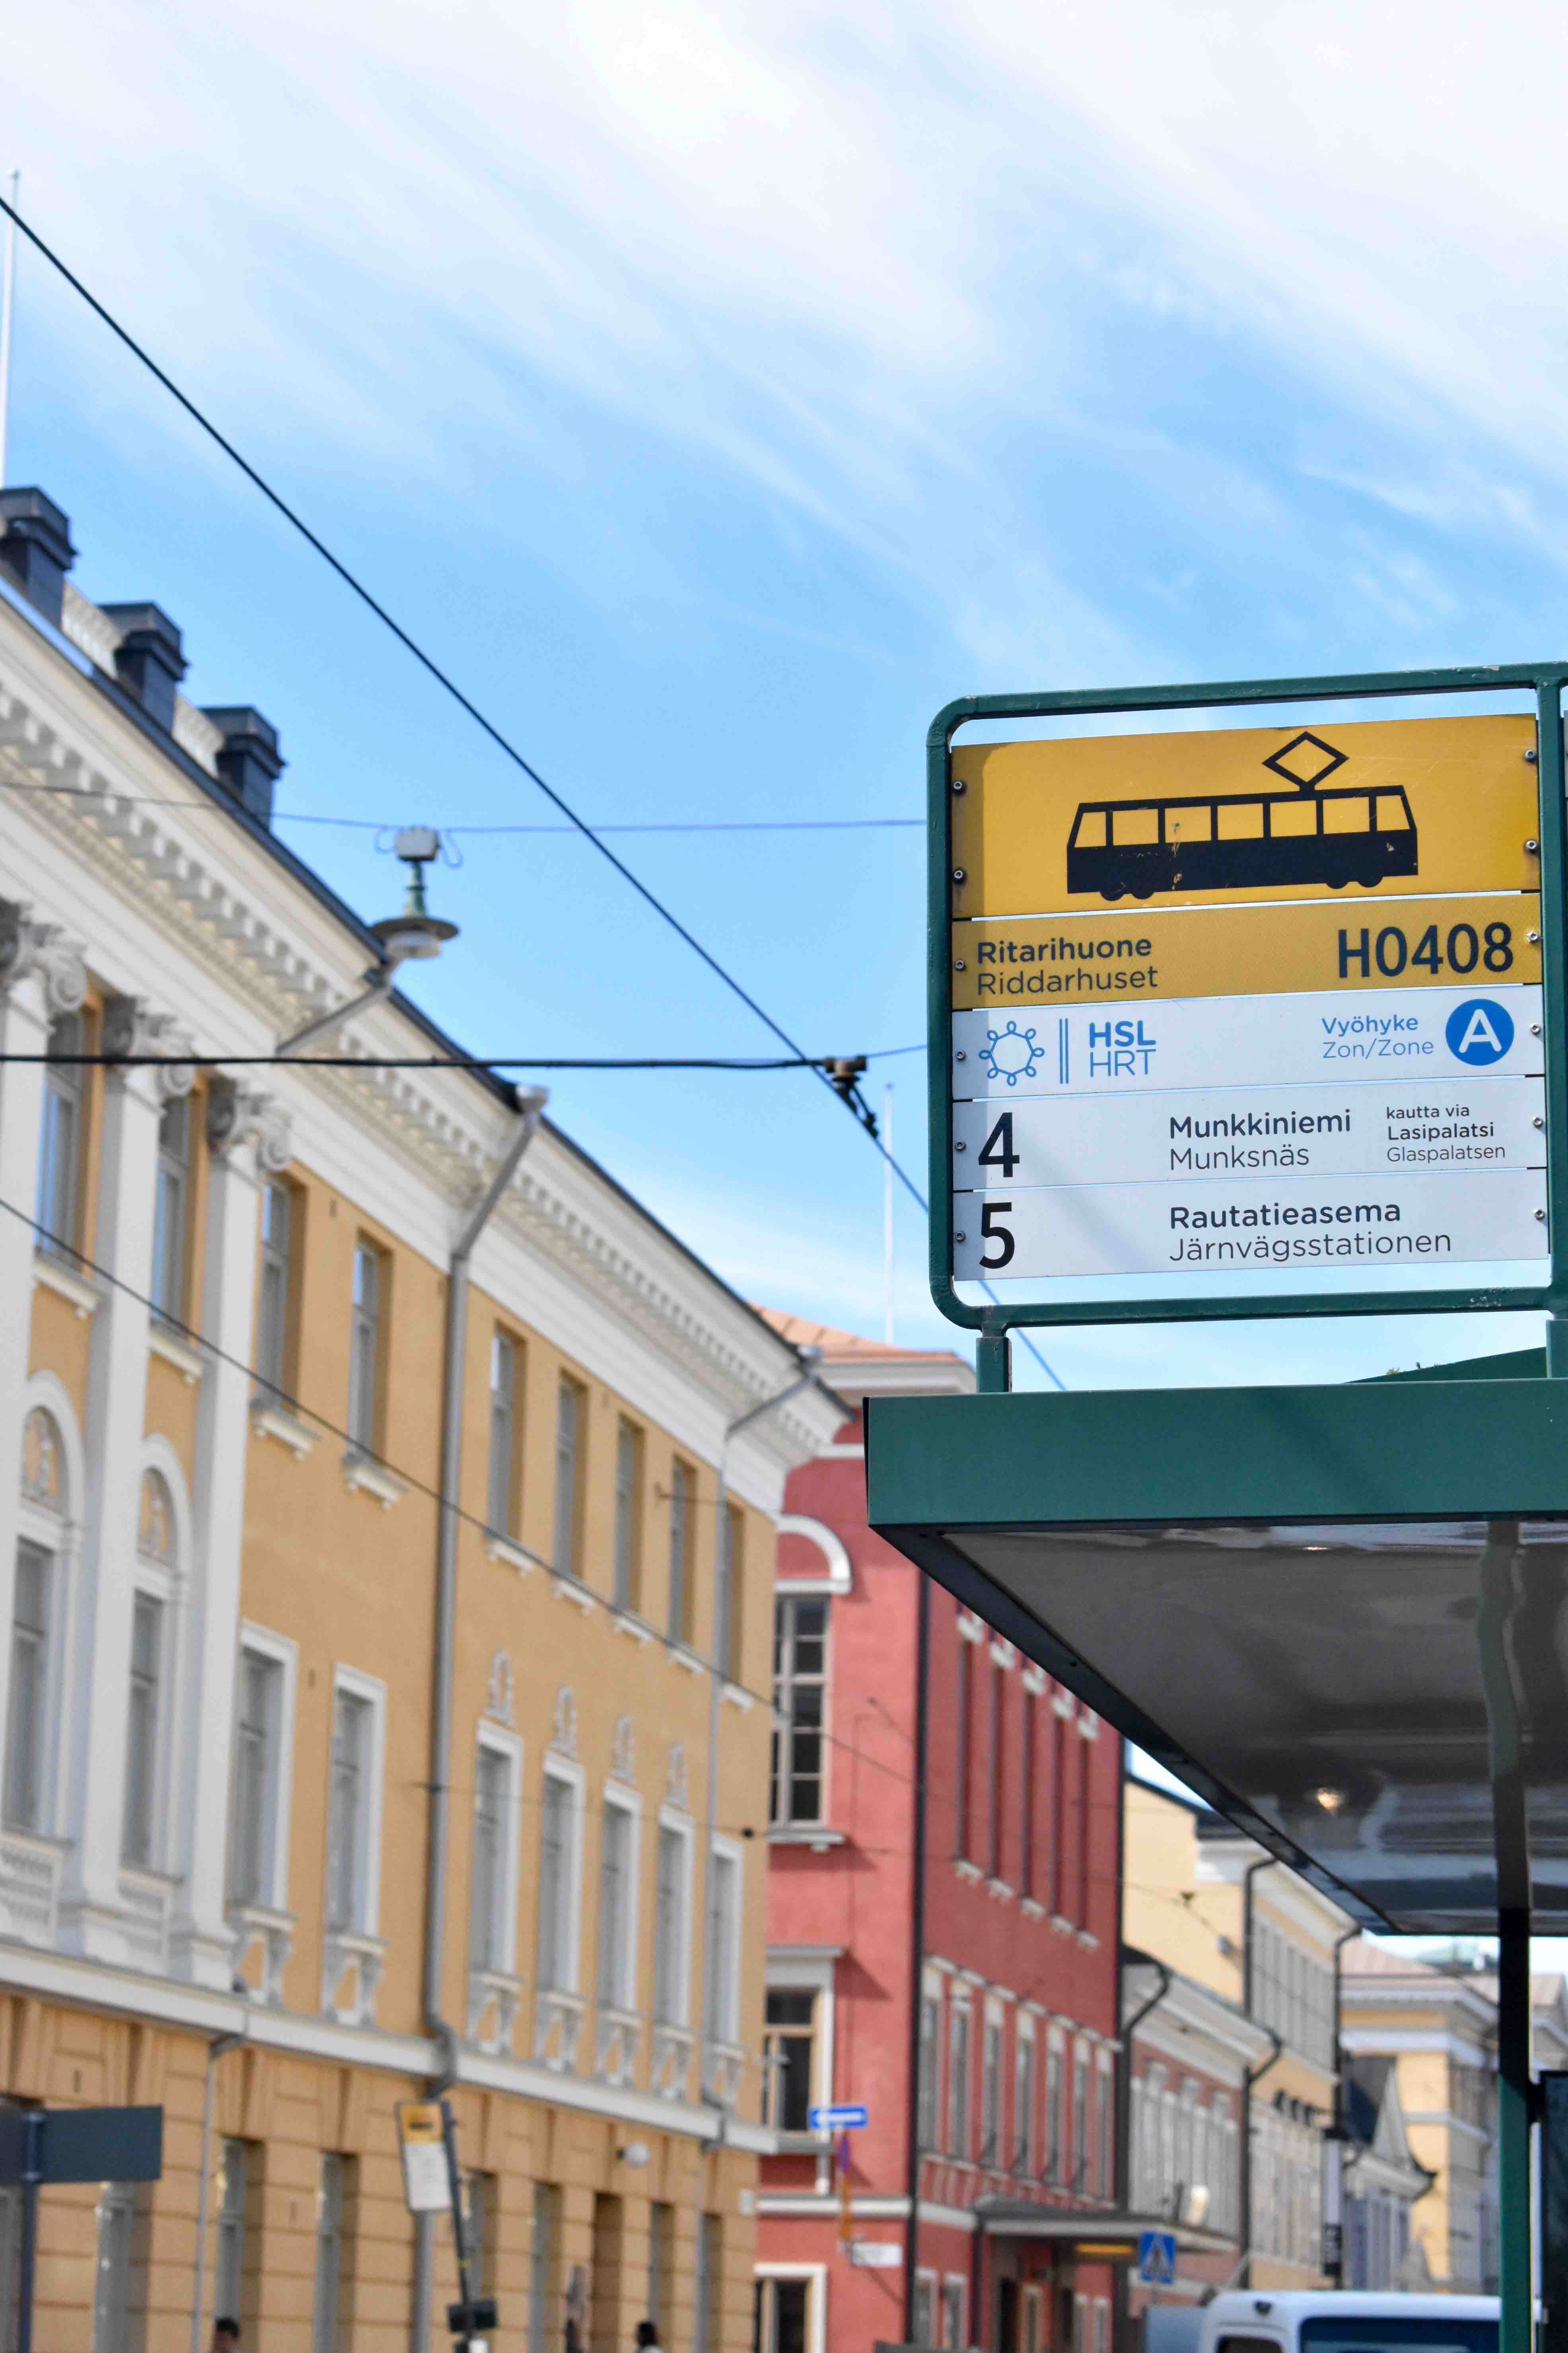 Ritarihuone
Riddarhuset
H0408
HSL
HRT
Vyöhyke
Zon/Zone
A
4
Munkkiniemi
Munksnäs
kautta via
Lasipalatsi
Glaspalatsen
5
Rautatieasema
Järnvägsstationen